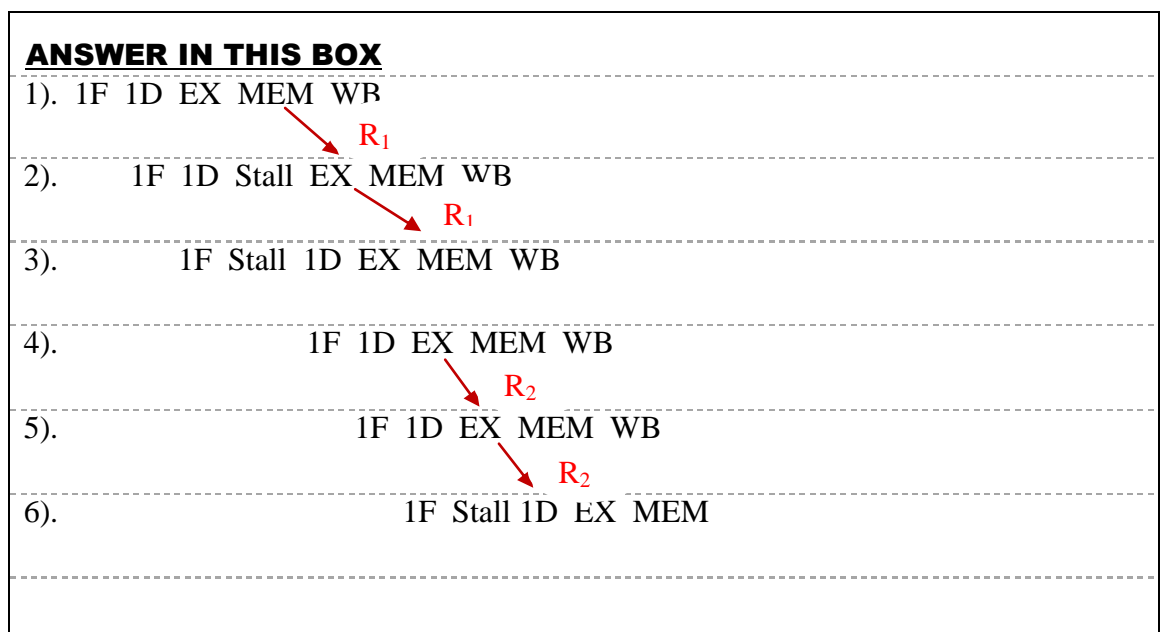 ANSWER IN THIS BOX
1). 1F 1D EX MEM WB
R₁
2). 1F 1D Stall EX MEM WB
R₁
3). 1F Stall 1D EX MEM WB
4). 1F 1D EX MEM WB
R₂
5). 1F 1D EX MEM WB
R₂
6). 1F Stall 1D EX MEM